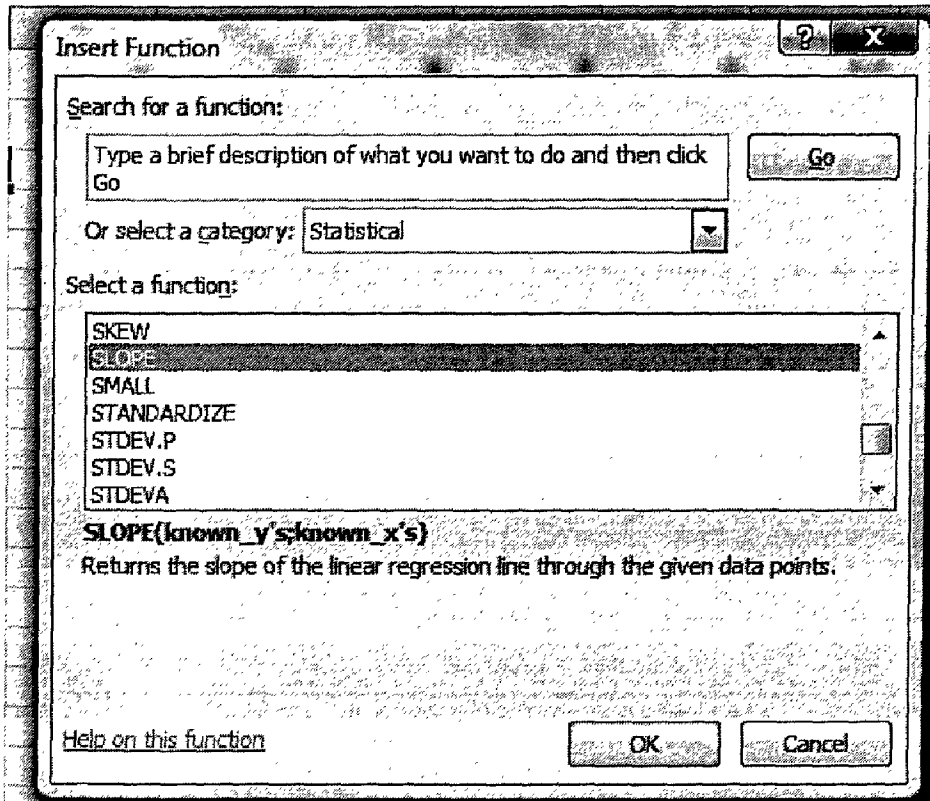 Insert Function
?
X
Search for a function:
Type a brief description of what you want to do and then click
Go
Go
Or select a category: Statistical
Select a function:
SKEW
SLOPE
SMALL
STANDARDIZE
STDEV.P
STDEV.S
STDEVA
SLOPE(known_y's;known_x's)
Returns the slope of the linear regression line through the given data points.
Help on this function
OK
Cancel